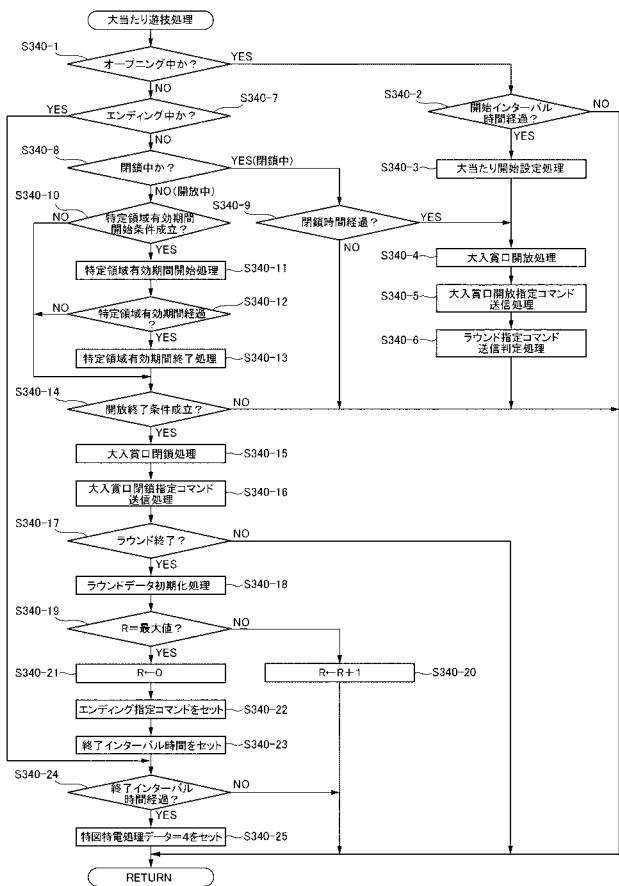 大当たり遊技処理
S340-1
オープニング中か?
YES
NO
S340-7
YES
エンディング中か?
NO
S340-2
開始インターバル
時間経過?
NO
YES
S340-8
閉鎖中か?
YES(閉鎖中)
NO(開放中)
S340-3
大当たり開始設定処理
S340-10
NO
特定領域有効期間
開始条件成立?
YES
S340-9
閉鎖時間経過?
YES
NO
特定領域有効期間開始処理
S340-11
S340-4
大入賞口開放処理
S340-12
NO
特定領域有効期間経過
?
YES
S340-5
大入賞口開放指定コマンド
送信処理
特定領域有効期間終了処理
S340-13
S340-6
ラウンド指定コマンド
送信判定処理
S340-14
開放終了条件成立?
NO
YES
大入賞口閉鎖処理
S340-15
大入賞口閉鎖指定コマンド
送信処理
S340-16
S340-17
ラウンド終了?
NO
YES
ラウンドデータ初期化処理
S340-18
S340-19
R=最大値?
NO
YES
S340-21
R←0
R←R+1
S340-20
エンディング指定コマンドをセット
S340-22
終了インターバル時間をセット
S340-23
S340-24
終了インターバル
時間経過?
NO
YES
特図特電処理データ=4をセット
S340-25
RETURN